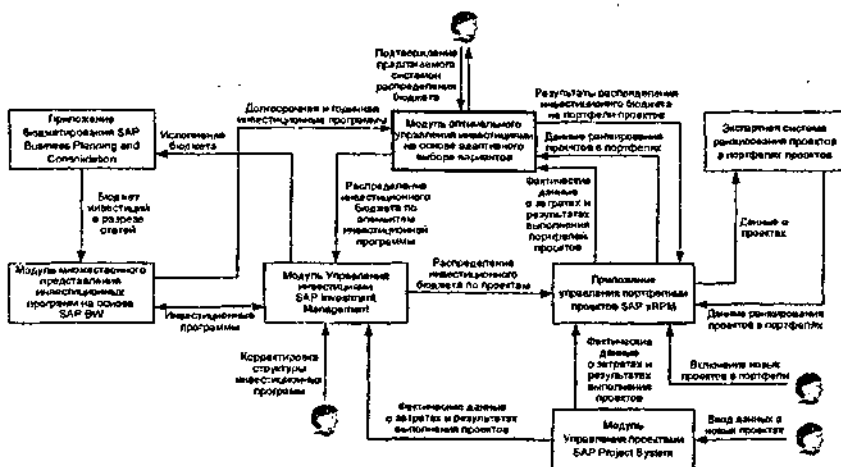 Подтверждение
предлагаемого
системой
распределения
бюджета
Долгосрочная и годичная
инвестиционные программы
Результаты распределения
инвестиционного бюджета
на портфели проектов
Приложение
бюджетирования SAP
Business Planning and
Consolidation
Исполнение
бюджета
Модуль оптимального
управления инвестициями
на основе адаптивного
выбора вариантов
Данные ранжирования
проектов в портфелях
Экспертная система
ранжирования проектов
в портфелях проектов
Бюджет
инвестиций
в разрезе
статей
Распределение
инвестиционного
бюджета по
элементам
инвестиционной
программы
Фактические
данные
о затратах и
результатах
выполнения
портфелей
проектов
Данные о
проектах
Модуль множественного
представления
инвестиционных
программ на основе
SAP BW
Инвестиционные
программы
Модуль Управления
инвестициями
SAP Investment
Management
Распределение
инвестиционного
бюджета по проектам
Приложение
управления портфелями
проектов SAP xRPM
Данные ранжирования
проектов в портфелях
Корректировка
структуры
инвестиционных
программ
Фактические
данные
о затратах и
результатах
выполнения
проектов
Включение новых
проектов в портфели
Фактические данные
о затратах и результатах
выполнения проектов
Модуль
Управления проектами
SAP Project System
Ввод данных о
новых проектах